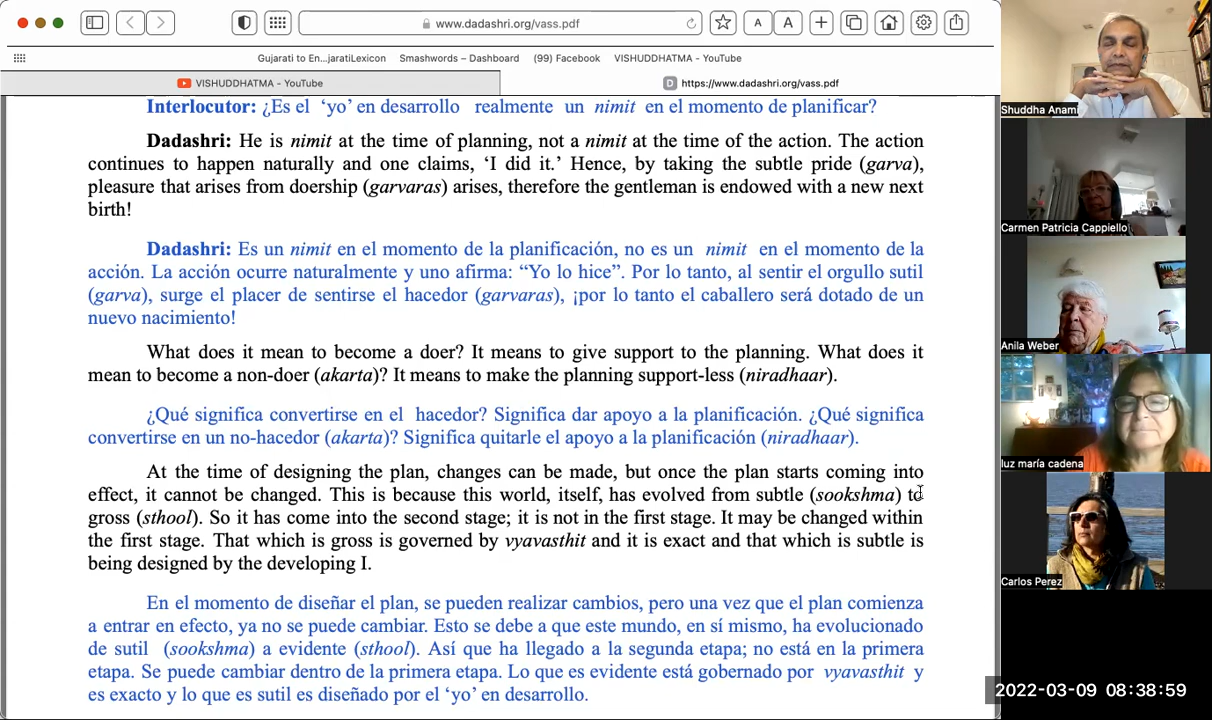 www.dadashri.org/vass.pdf
A A
Gujarati to En...jaratiLexicon Smashwords – Dashboard (99) Facebook VISHUDDHATMA – YouTube
VISHUDDHATMA - YouTube
D https://www.dadashri.org/vass.pdf
Interlocutor: ¿Es el ‘yo’ en desarrollo realmente un nimit en el momento de planificar?
Dadashri: He is nimit at the time of planning, not a nimit at the time of the action. The action
continues to happen naturally and one claims, ‘I did it.’ Hence, by taking the subtle pride (garva),
pleasure that arises from doership (garvaras) arises, therefore the gentleman is endowed with a new next
birth!
Dadashri: Es un nimit en el momento de la planificación, no es un nimit en el momento de la
acción. La acción ocurre naturalmente y uno afirma: “Yo lo hice”. Por lo tanto, al sentir el orgullo sutil
(garva), surge el placer de sentirse el hacedor (garvaras), ¡por lo tanto el caballero será dotado de un
nuevo nacimiento!
What does it mean to become a doer? It means to give support to the planning. What does it
mean to become a non-doer (akarta)? It means to make the planning support-less (niradhaar).
¿Qué significa convertirse en el hacedor? Significa dar apoyo a la planificación. ¿Qué significa
convertirse en un no-hacedor (akarta)? Significa quitarle el apoyo a la planificación (niradhaar).
At the time of designing the plan, changes can be made, but once the plan starts coming into
effect, it cannot be changed. This is because this world, itself, has evolved from subtle (sookshma) to
gross (sthool). So it has come into the second stage; it is not in the first stage. It may be changed within
the first stage. That which is gross is governed by vyavasthit and it is exact and that which is subtle is
being designed by the developing I.
En el momento de diseñar el plan, se pueden realizar cambios, pero una vez que el plan comienza
a entrar en efecto, ya no se puede cambiar. Esto se debe a que este mundo, en sí mismo, ha evolucionado
de sutil (sookshma) a evidente (sthool). Así que ha llegado a la segunda etapa; no está en la primera
etapa. Se puede cambiar dentro de la primera etapa. Lo que es evidente está gobernado por vyavasthit y
es exacto y lo que es sutil es diseñado por el ‘yo’ en desarrollo.
Shuddha Anami
Carmen Patricia Cappiello
Anila Weber
luz maría cadena
Carlos Perez
2022-03-09 08:38:59